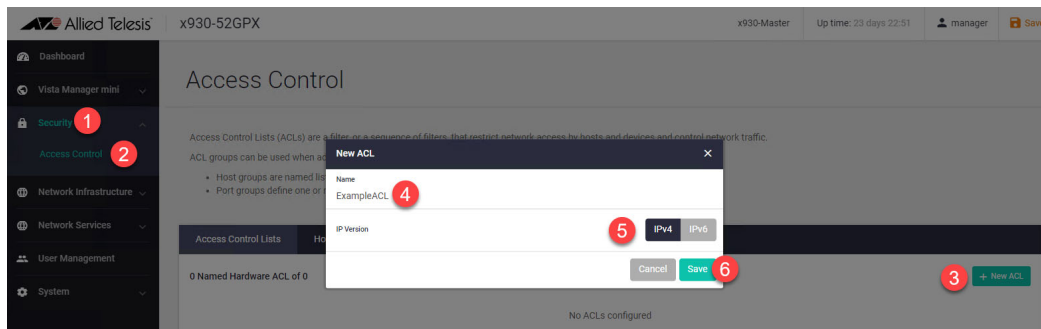 Allied Telesis
x930-52GPX
x930-Master
Up time: 23 days 22:51
manager
Sav
Dashboard
Vista Manager mini
Security
1
Access Control
2
Network Infrastructure
Network Services
User Management
System
Access Control
Access Control Lists (ACLs) are a filter, or a sequence of filters, that restrict network access by hosts and devices and control network traffic.
ACL groups can be used when ad
Host groups are named lis
Port groups define one or
New ACL
×
Name
ExampleACL
4
IP Version
5
IPv4
IPv6
Cancel
Save
6
Access Control Lists
Ho
0 Named Hardware ACL of 0
3
+ New ACL
No ACLs configured